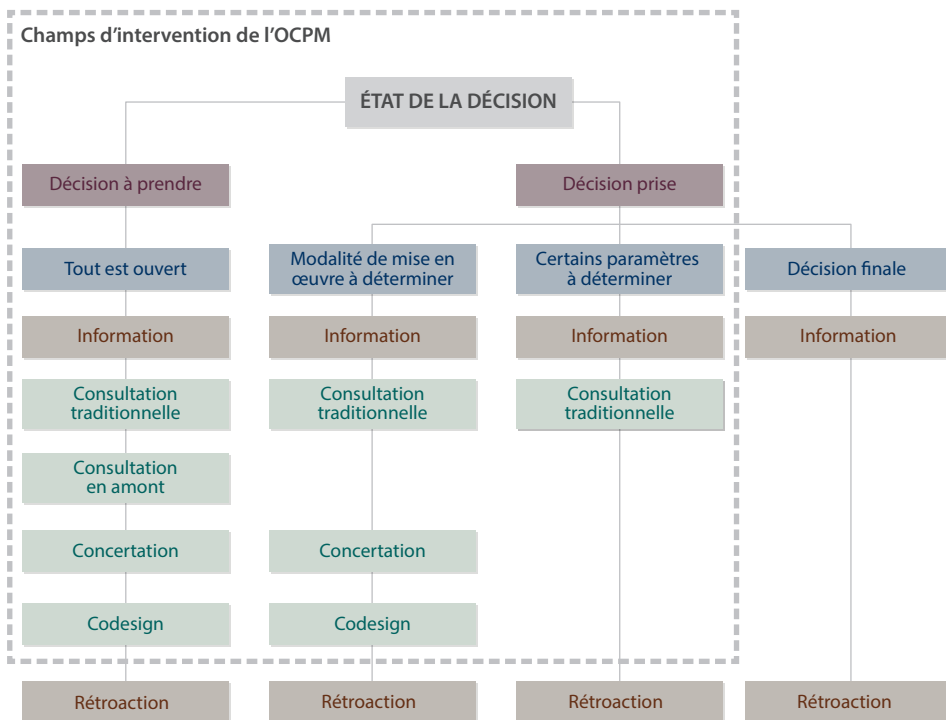 Champs d'intervention de l'OCPM
ÉTAT DE LA DÉCISION
Décision à prendre
Décision prise
Tout est ouvert
Modalité de mise en
œuvre à déterminer
Certains paramètres
à déterminer
Décision finale
Information
Information
Information
Information
Consultation
traditionnelle
Consultation
traditionnelle
Consultation
traditionnelle
Consultation
en amont
Concertation
Concertation
Codesign
Codesign
Rétroaction
Rétroaction
Rétroaction
Rétroaction